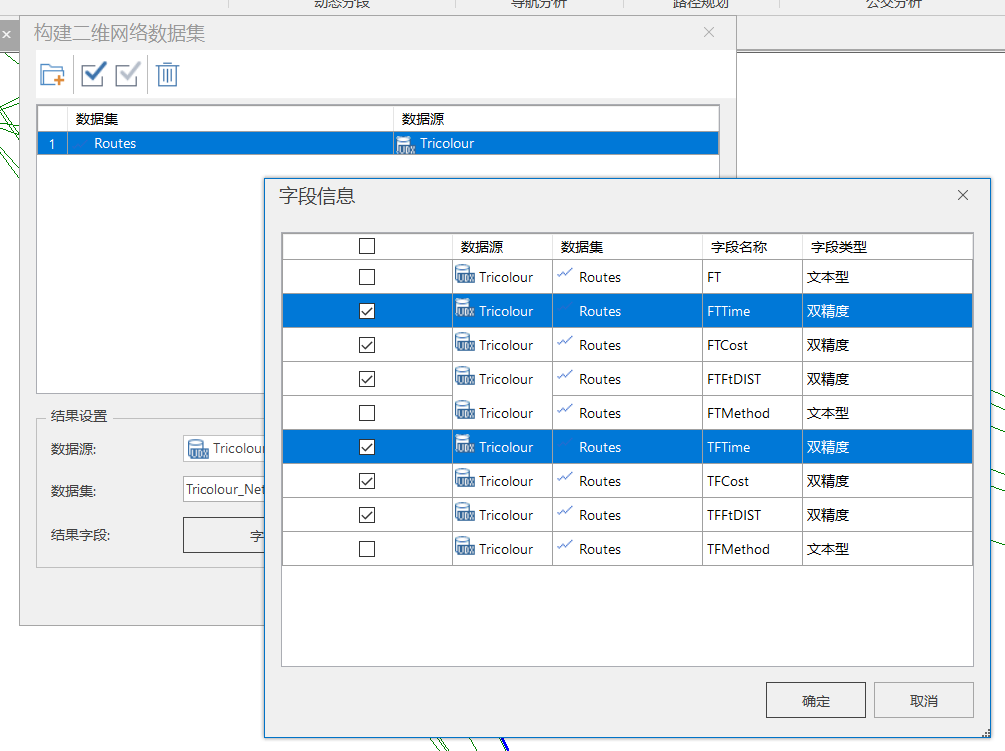 动态分段 导航分析 路径规划 公交分析
构建二维网络数据集
数据集 数据源
1 Routes Tricolour
字段信息
数据源 数据集 字段名称 字段类型
Tricolour Routes FT 文本型
Tricolour Routes FTTime 双精度
Tricolour Routes FTCost 双精度
Tricolour Routes FTFtDIST 双精度
Tricolour Routes FTMethod 文本型
Tricolour Routes TFTime 双精度
Tricolour Routes TFCost 双精度
Tricolour Routes TFFtDIST 双精度
Tricolour Routes TFMethod 文本型
结果设置
数据源: Tricolour
数据集: Tricolour_Net
结果字段: 字
确定 取消